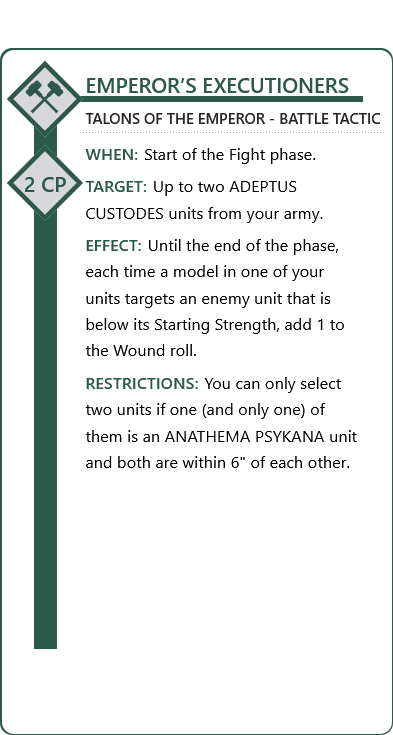 EMPEROR’S EXECUTIONERS
TALONS OF THE EMPEROR - BATTLE TACTIC
WHEN: Start of the Fight phase.
2 CP
TARGET: Up to two ADEPTUS
CUSTODES units from your army.
EFFECT: Until the end of the phase,
each time a model in one of your
units targets an enemy unit that is
below its Starting Strength, add 1 to
the Wound roll.
RESTRICTIONS: You can only select
two units if one (and only one) of
them is an ANATHEMA PSYKANA unit
and both are within 6" of each other.